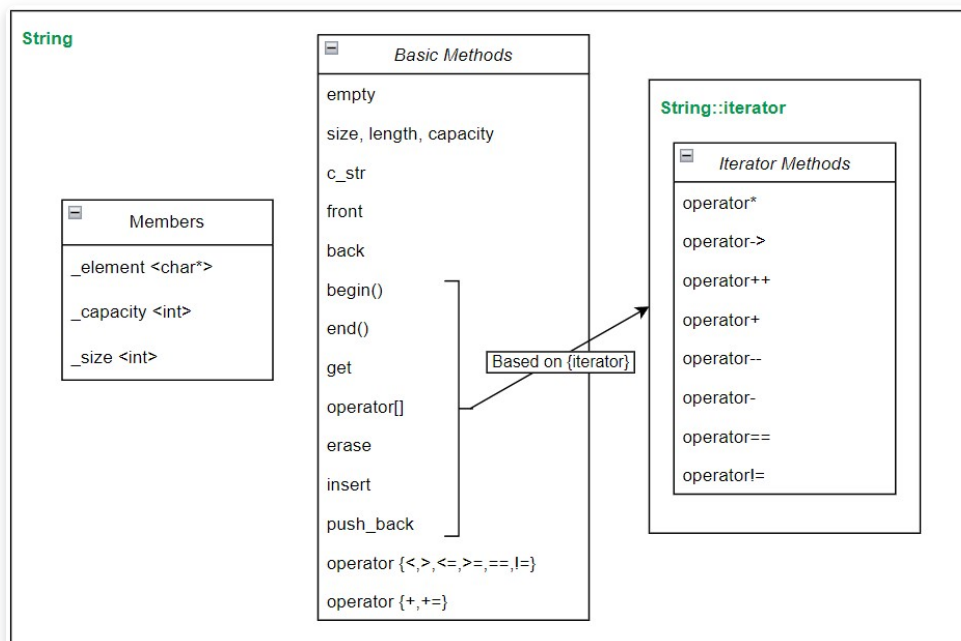 String
Members
_element <char*>
_capacity <int>
_size <int>
Basic Methods
empty
size, length, capacity
c_str
front
back
begin()
end()
get
operator[]
erase
insert
push_back
operator {<,>,<=,>=,==,!=}
operator {+,+=}
Based on {iterator}
String::iterator
Iterator Methods
operator*
operator->
operator++
operator+
operator--
operator-
operator==
operator!=